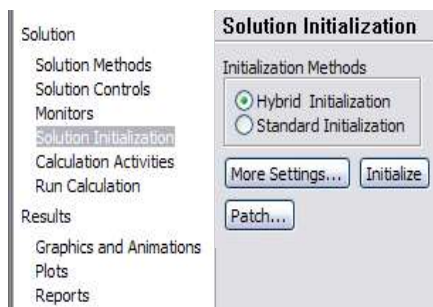 Solution
Solution Methods
Solution Controls
Monitors
Solution Initialization
Calculation Activities
Run Calculation
Results
Graphics and Animations
Plots
Reports
Solution Initialization
Initialization Methods
Hybrid Initialization
Standard Initialization
More Settings... Initialize
Patch...